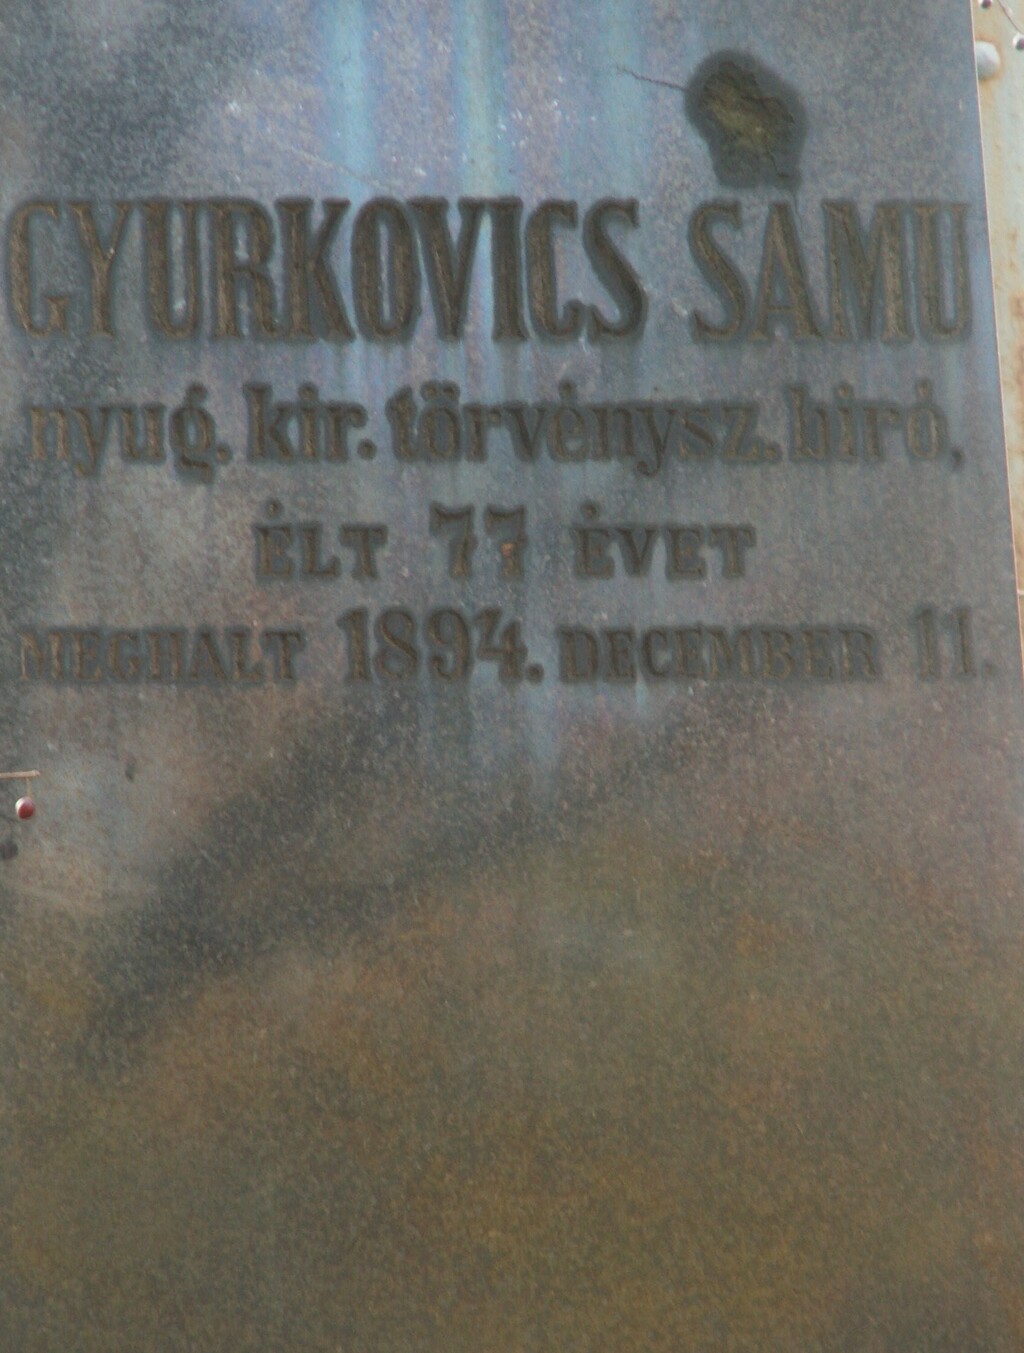 GYURKOVICS SAMU
nyug. kir. törvénysz. biró,
ÉLT 77 ÉVET
MEGHALT 1894. DECEMBER 11.